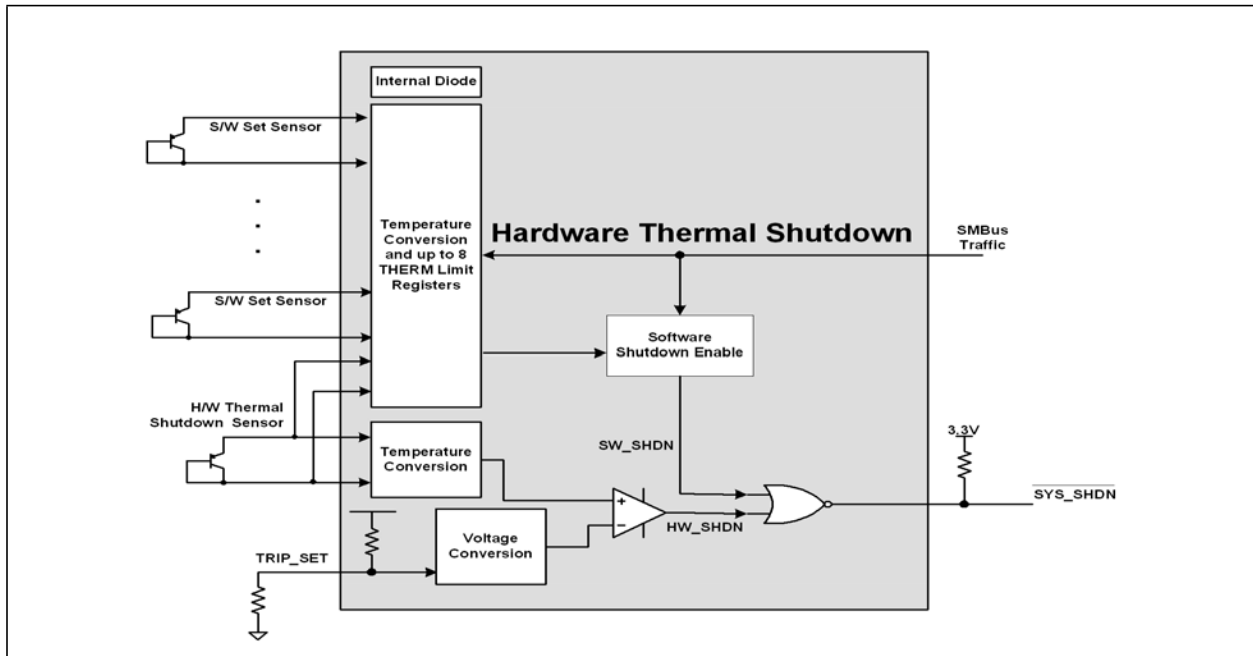 Internal Diode
S/W Set Sensor
Temperature
Conversion
and up to 8
THERM Limit
Registers
Hardware Thermal Shutdown
SMBus
Traffic
S/W Set Sensor
Software
Shutdown Enable
H/W Thermal
Shutdown Sensor
Temperature
Conversion
SW_SHDN
3.3V
+
−
HW_SHDN
SYS_SHDN
Voltage
Conversion
TRIP_SET